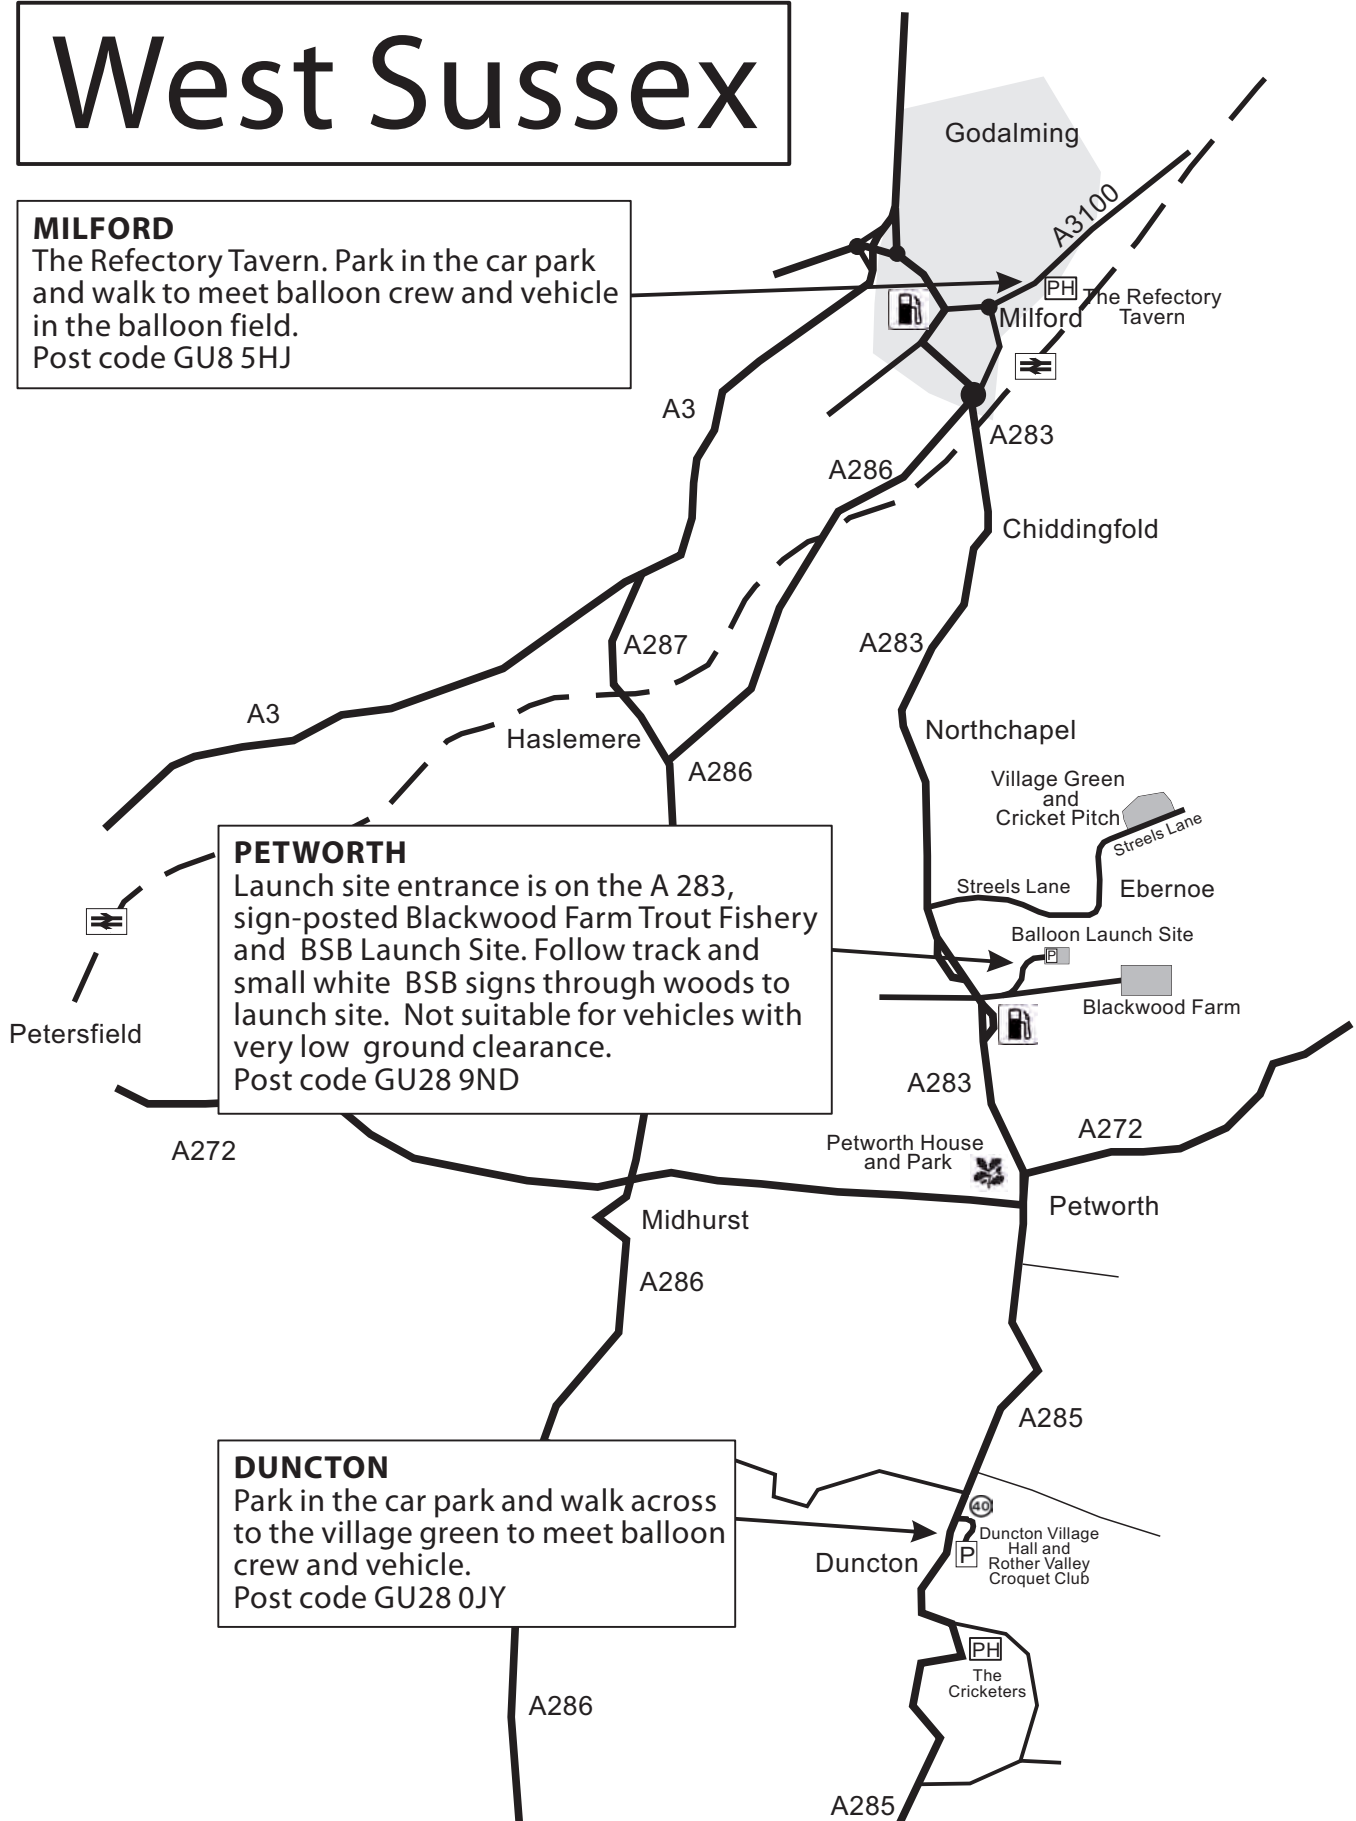 West Sussex
MILFORD
The Refectory Tavern. Park in the car park
and walk to meet balloon crew and vehicle
in the balloon field.
Post code GU8 5HJ
Godalming
A3100
PH
The Refectory
Tavern
Milford
A3
A283
A286
Chiddingfold
A287
A283
A3
Haslemere
Northchapel
A286
Village Green
and
Cricket Pitch
Streels Lane
PETWORTH
Launch site entrance is on the A 283,
sign-posted Blackwood Farm Trout Fishery
and BSB Launch Site. Follow track and
small white BSB signs through woods to
launch site. Not suitable for vehicles with
very low ground clearance.
Post code GU28 9ND
Streels Lane
Ebernoe
Balloon Launch Site
P
Blackwood Farm
Petersfield
A283
A272
A272
Petworth House
and Park
Petworth
Midhurst
A286
A285
DUNCTON
Park in the car park and walk across
to the village green to meet balloon
crew and vehicle.
Post code GU28 0JY
40
Duncton Village
Hall and
Rother Valley
Croquet Club
P
Duncton
PH
The
Cricketers
A286
A285